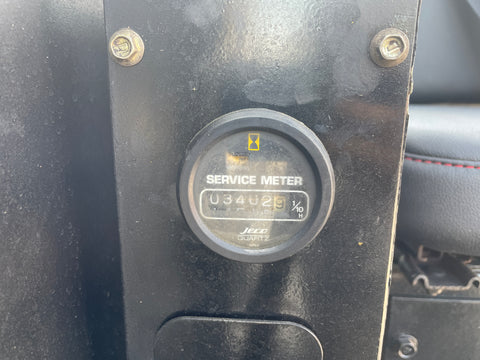 SERVICE METER
034029 1/10
H
Jeco
QUARTZ